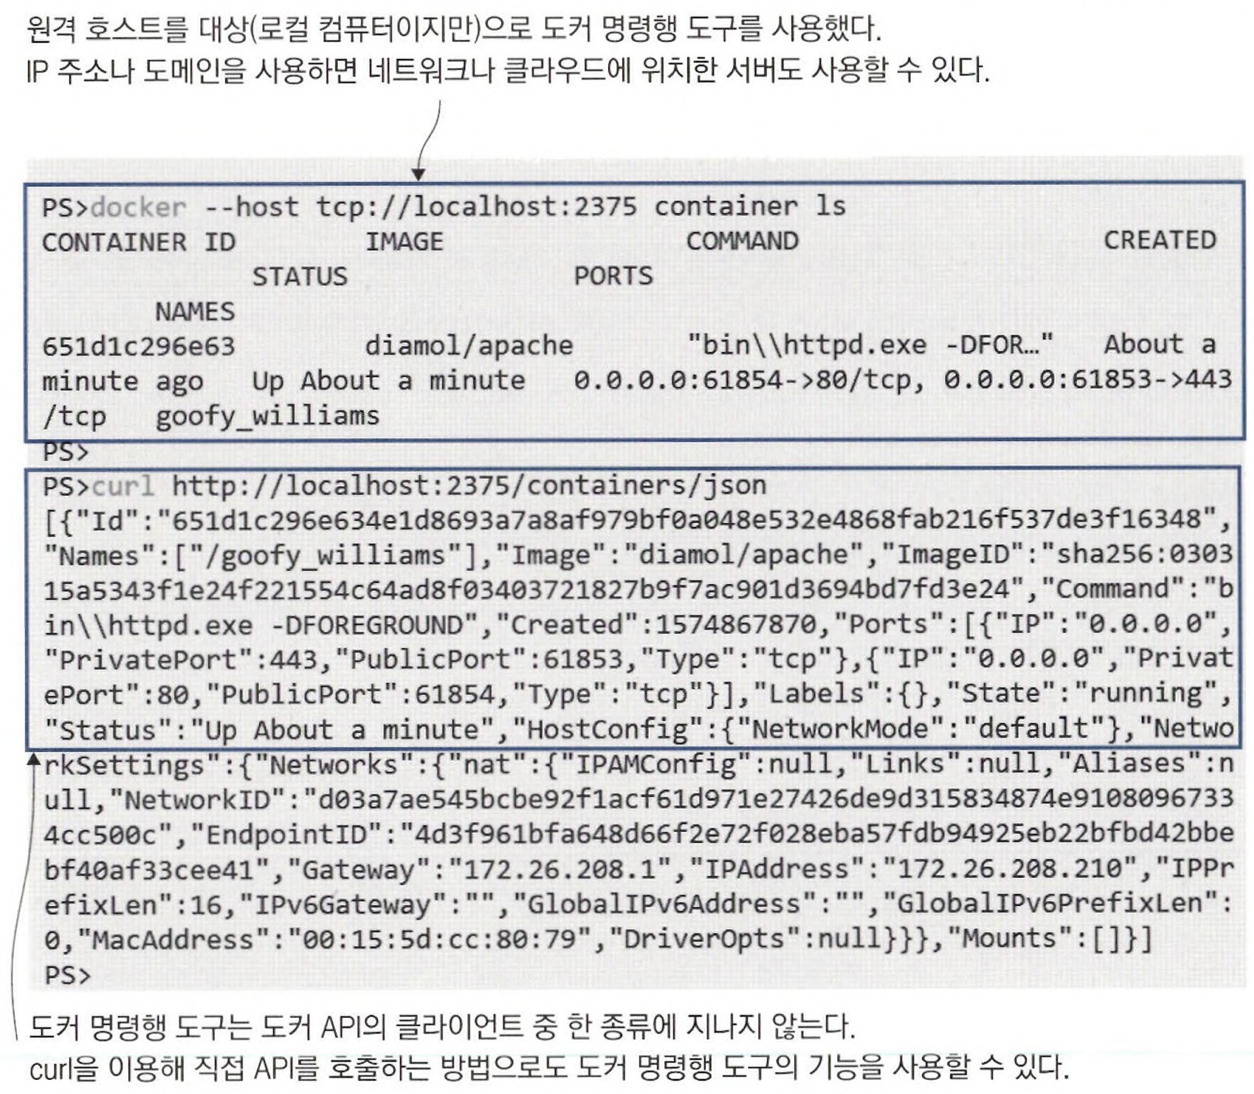 원격 호스트를 대상(로컬 컴퓨터이지만)으로 도커 명령행 도구를 사용했다.
IP 주소나 도메인을 사용하면 네트워크나 클라우드에 위치한 서버도 사용할 수 있다.
PS>docker --host tcp://localhost:2375 container ls
CONTAINER ID IMAGE COMMAND CREATED
STATUS PORTS
NAMES
651d1c296e63 diamol/apache "bin\\httpd.exe -DFOR…" About a
minute ago Up About a minute 0.0.0.0:61854->80/tcp, 0.0.0.0:61853->443
/tcp goofy_williams
PS>
PS>curl http://localhost:2375/containers/json
[{"Id":"651d1c296e634e1d8693a7a8af979bf0a048e532e4868fab216f537de3f16348",
"Names":["/goofy_williams"],"Image":"diamol/apache","ImageID":"sha256:0303
15a5343f1e24f221554c64ad8f03403721827b9f7ac901d3694bd7fd3e24","Command":"b
in\\httpd.exe -DFOREGROUND","Created":1574867870,"Ports":[{"IP":"0.0.0.0",
"PrivatePort":443,"PublicPort":61853,"Type":"tcp"},{"IP":"0.0.0.0","Privat
ePort":80,"PublicPort":61854,"Type":"tcp"}],"Labels":{},"State":"running",
"Status":"Up About a minute","HostConfig":{"NetworkMode":"default"},"Netwo
rkSettings":{"Networks":{"nat":{"IPAMConfig":null,"Links":null,"Aliases":n
ull,"NetworkID":"d03a7ae545bcbe92f1acf61d971e27426de9d315834874e9108096733
4cc500c","EndpointID":"4d3f961bfa648d66f2e72f028eba57fdb94925eb22bfbd42bbe
bf40af33cee41","Gateway":"172.26.208.1","IPAddress":"172.26.208.210","IPPr
efixLen":16,"IPv6Gateway":"","GlobalIPv6Address":"","GlobalIPv6PrefixLen":
0,"MacAddress":"00:15:5d:cc:80:79","DriverOpts":null}}},"Mounts":[]}]
PS>
도커 명령행 도구는 도커 API의 클라이언트 중 한 종류에 지나지 않는다.
curl을 이용해 직접 API를 호출하는 방법으로도 도커 명령행 도구의 기능을 사용할 수 있다.